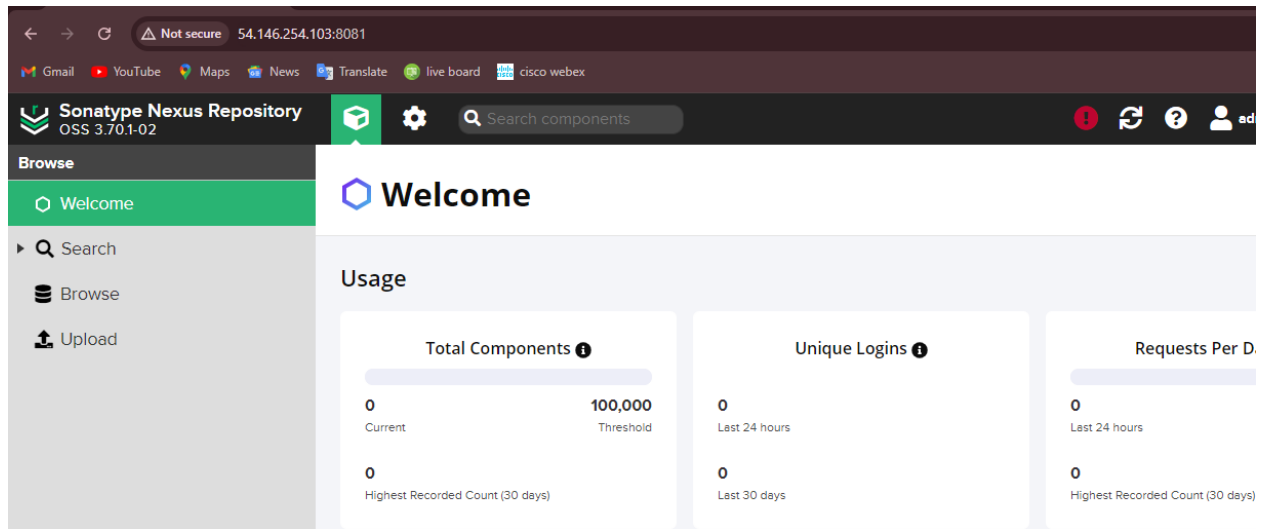 Not secure 54.146.254.103:8081
Gmail YouTube Maps News Translate live board cisco webex
Sonatype Nexus Repository
OSS 3.70.1-02
Search components
Browse
Welcome
Search
Browse
Upload
Welcome
Usage
Total Components
0 100,000
Current Threshold
0
Highest Recorded Count (30 days)
Unique Logins
0
Last 24 hours
0
Last 30 days
Requests Per
0
Last 24 hours
0
Highest Recorded Count (30 days)